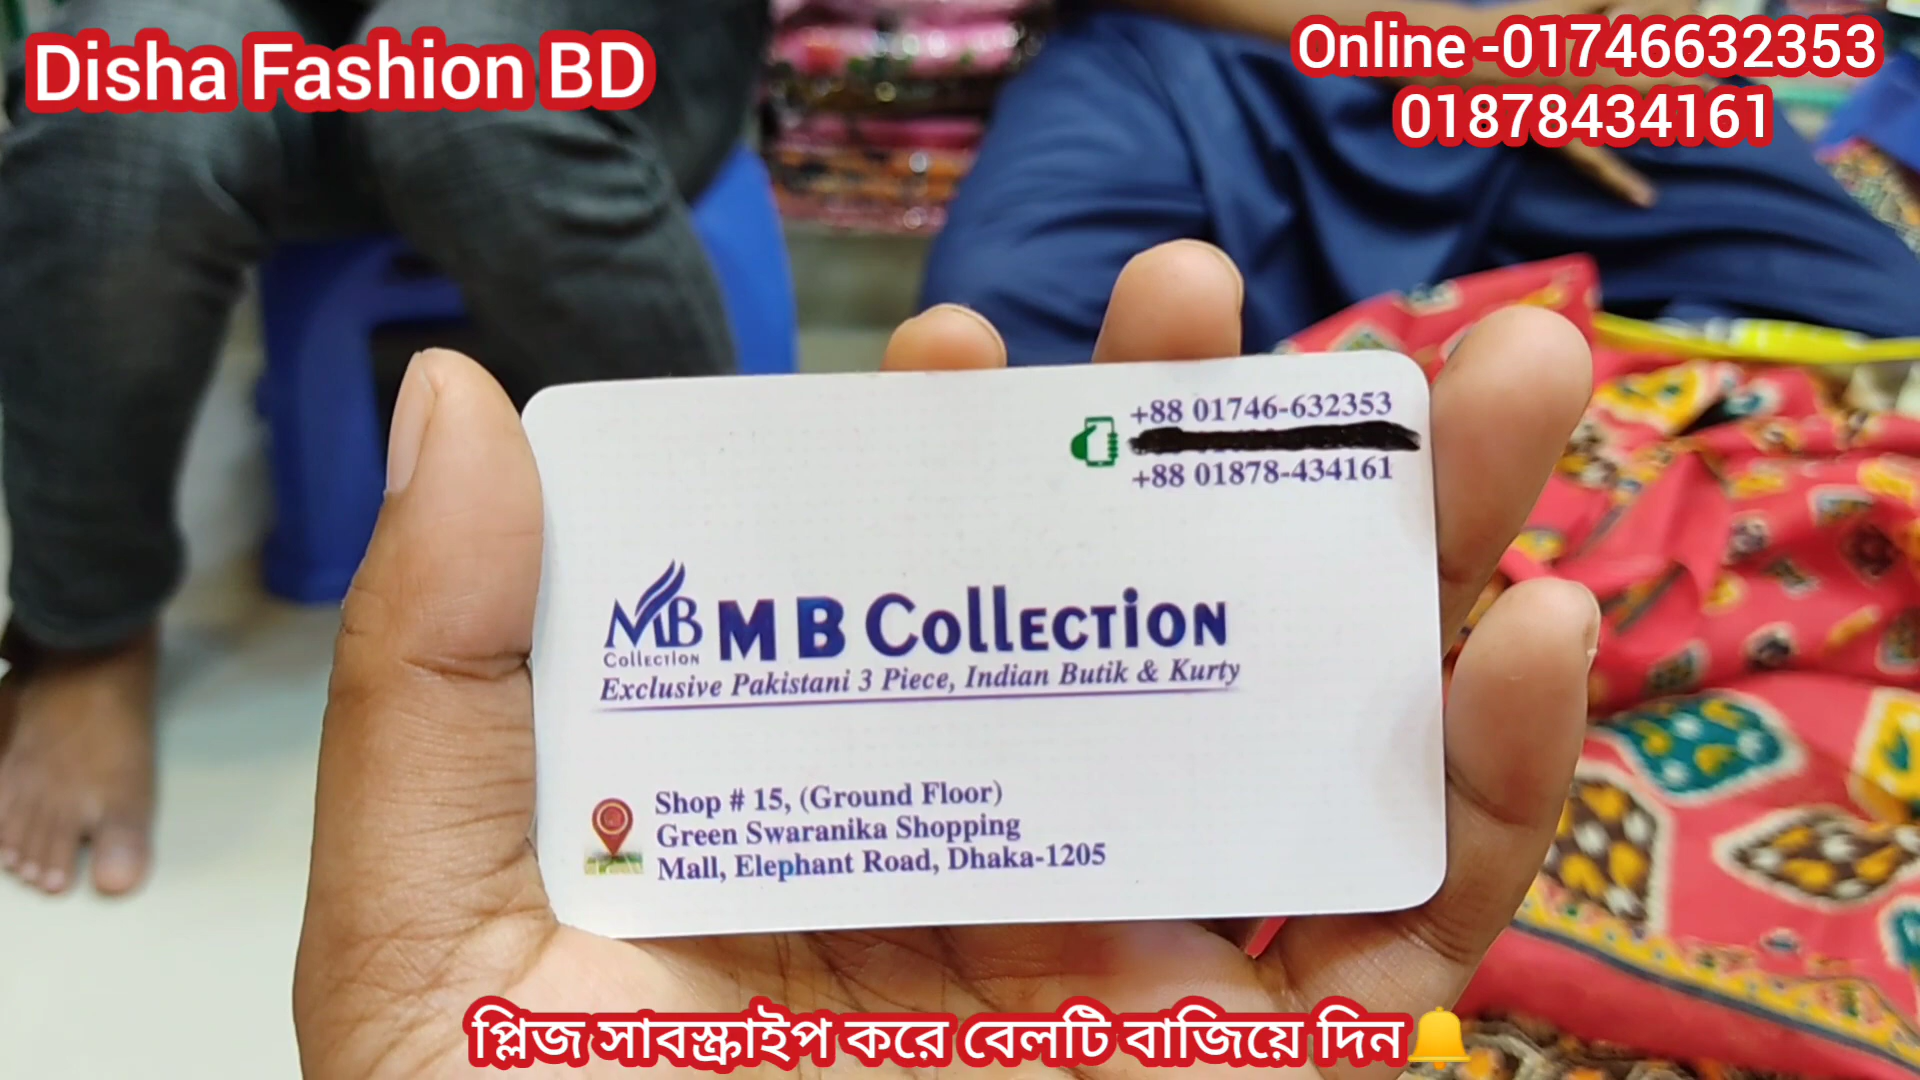 Disha Fashion BD
Online -01746632353
01878434161
+88 01746-632353
+88 01878-434161
MB
Collection
M B Collection
Exclusive Pakistani 3 Piece, Indian Butik & Kurty
Shop # 15, (Ground Floor)
Green Swaranika Shopping
Mall, Elephant Road, Dhaka-1205
প্লিজ সাবস্ক্রাইপ করে বেলটি বাজিয়ে দিন🔔